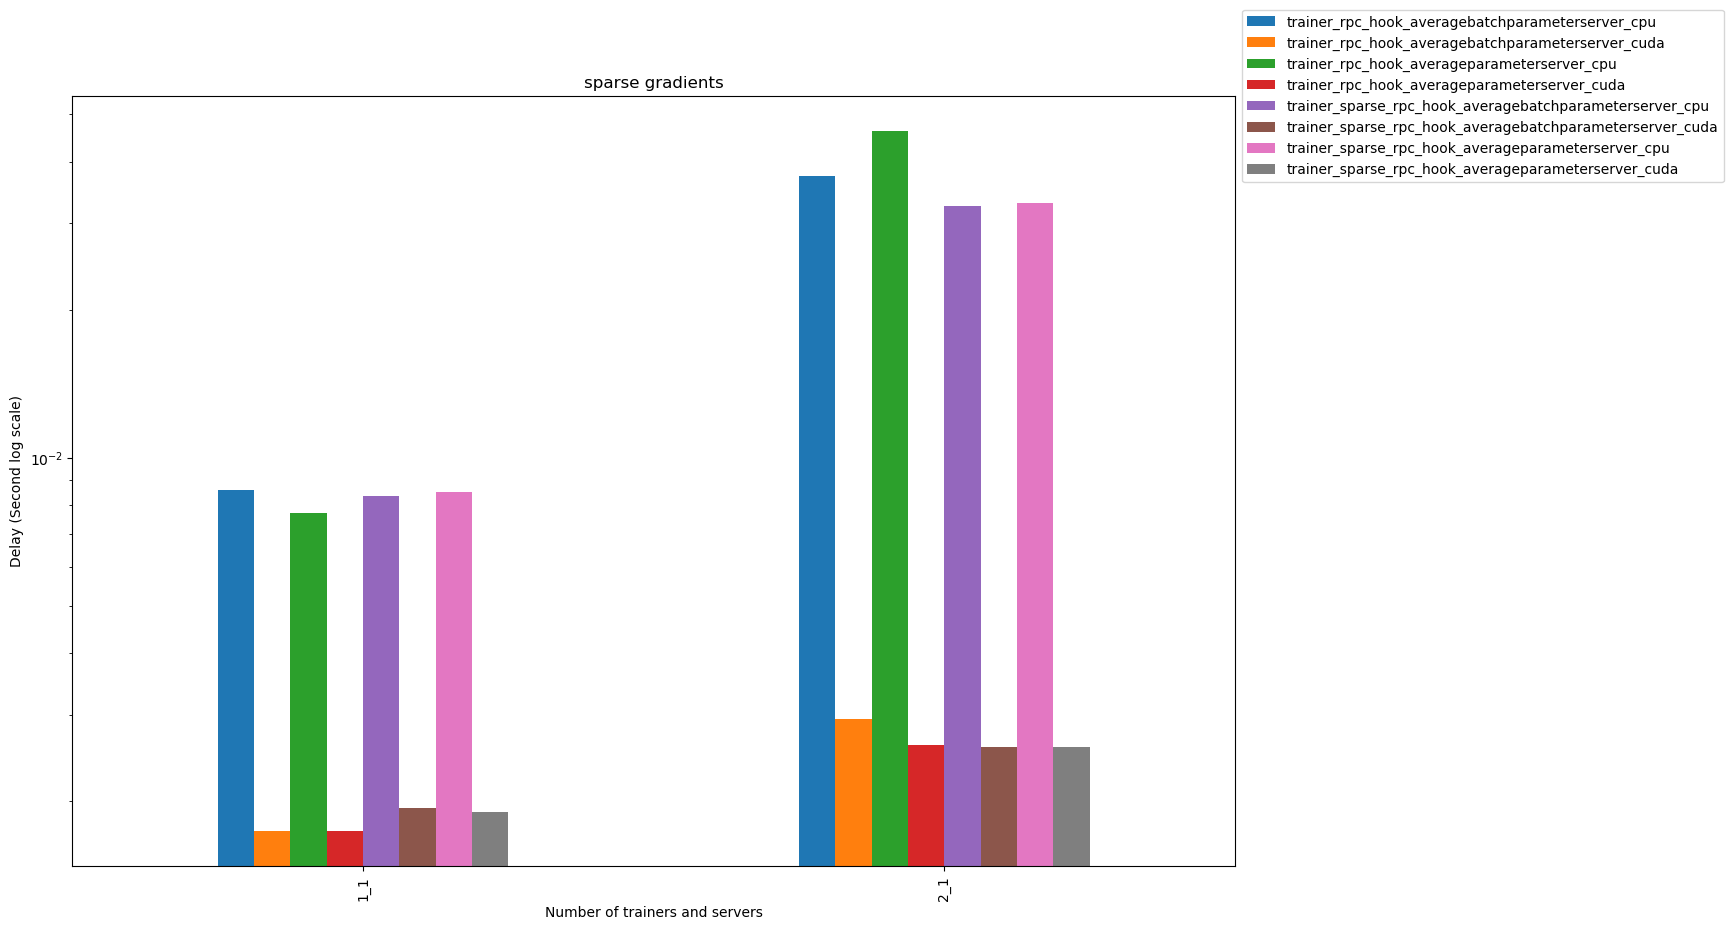 trainer_rpc_hook_averagebatchparameterserver_cpu
trainer_rpc_hook_averagebatchparameterserver_cuda
trainer_rpc_hook_averageparameterserver_cpu
trainer_rpc_hook_averageparameterserver_cuda
trainer_sparse_rpc_hook_averagebatchparameterserver_cpu
trainer_sparse_rpc_hook_averagebatchparameterserver_cuda
trainer_sparse_rpc_hook_averageparameterserver_cpu
trainer_sparse_rpc_hook_averageparameterserver_cuda
sparse gradients
Delay (Second log scale)
10⁻²
1_1
2_1
Number of trainers and servers